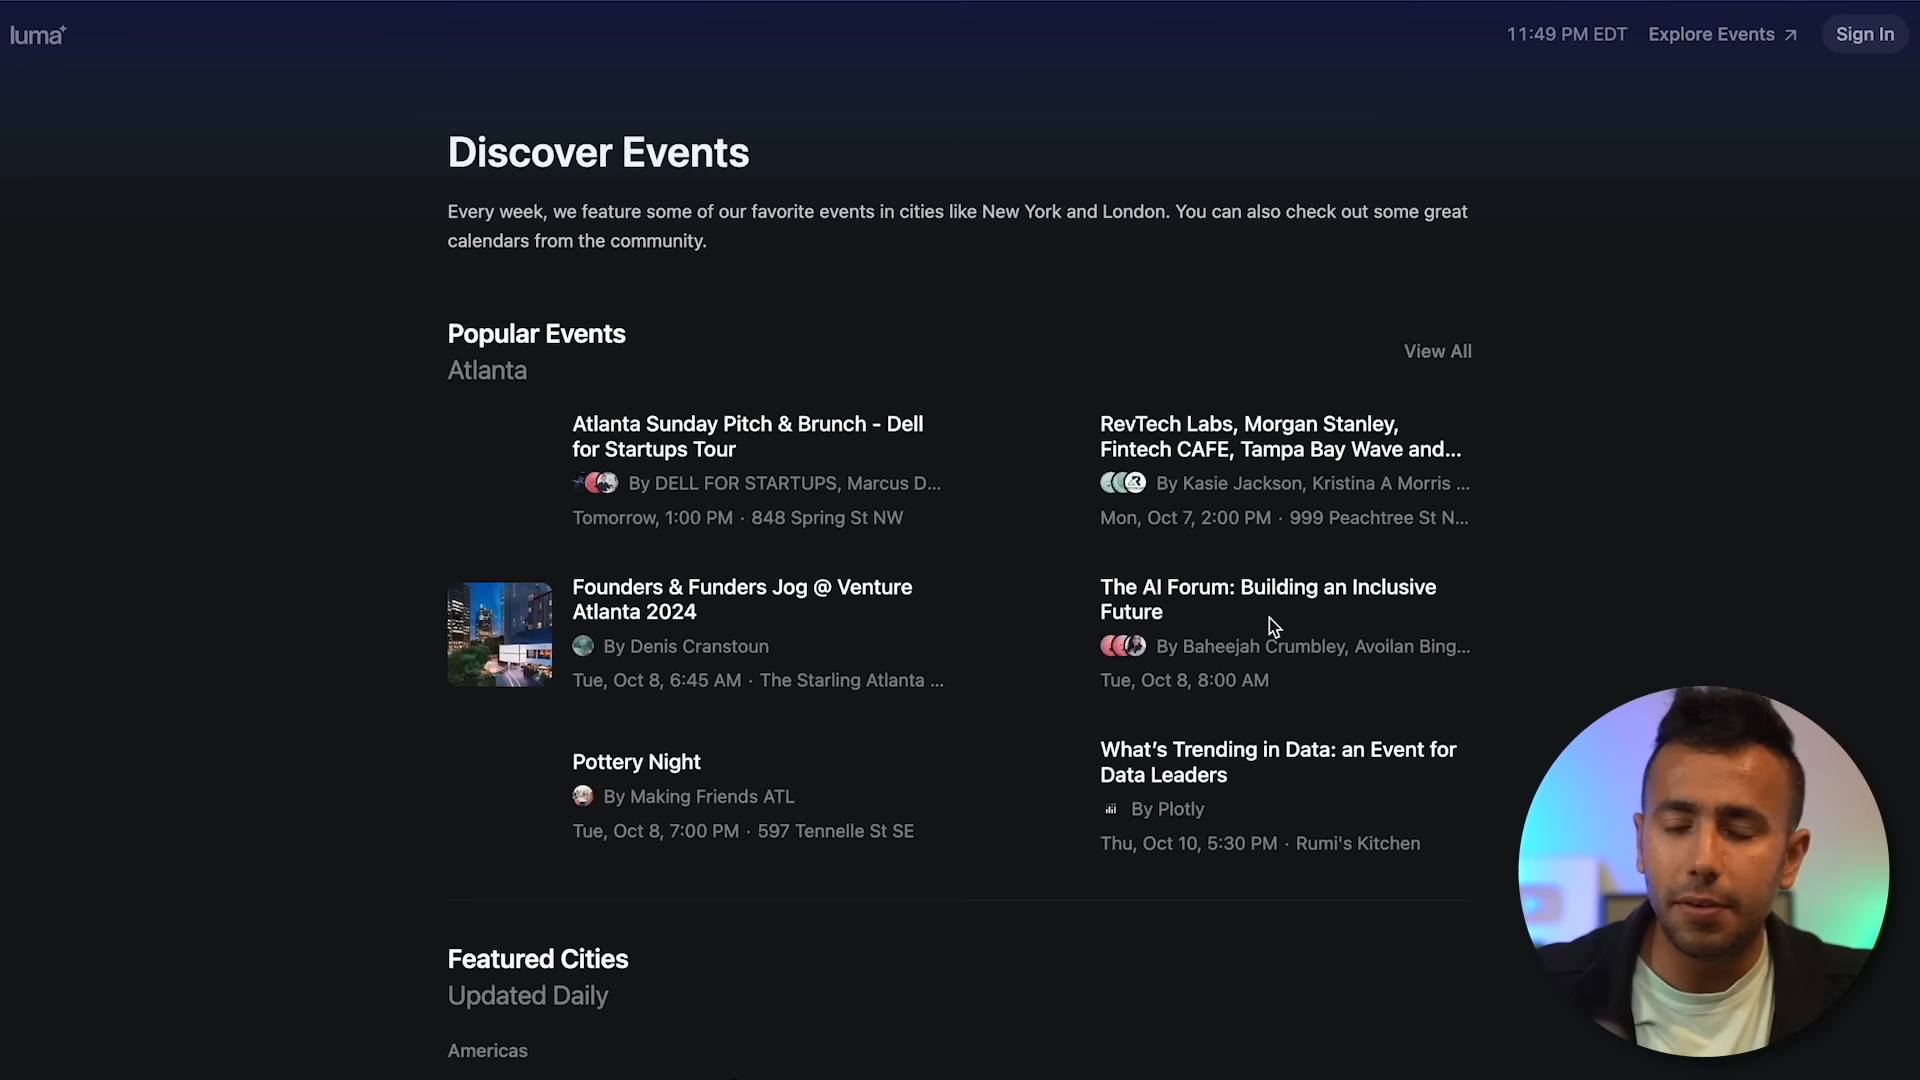 luma
11:49 PM EDT
Explore Events ↗
Sign In
Discover Events
Every week, we feature some of our favorite events in cities like New York and London. You can also check out some great
calendars from the community.
Popular Events
Atlanta
View All
Atlanta Sunday Pitch & Brunch - Dell
for Startups Tour
By DELL FOR STARTUPS, Marcus D...
Tomorrow, 1:00 PM · 848 Spring St NW
RevTech Labs, Morgan Stanley,
Fintech CAFE, Tampa Bay Wave and...
By Kasie Jackson, Kristina A Morris ...
Mon, Oct 7, 2:00 PM · 999 Peachtree St N...
Founders & Funders Jog @ Venture
Atlanta 2024
By Denis Cranstoun
Tue, Oct 8, 6:45 AM · The Starling Atlanta ...
The AI Forum: Building an Inclusive
Future
By Baheejah Crumbley, Avoilan Bing...
Tue, Oct 8, 8:00 AM
Pottery Night
By Making Friends ATL
Tue, Oct 8, 7:00 PM · 597 Tennelle St SE
What’s Trending in Data: an Event for
Data Leaders
By Plotly
Thu, Oct 10, 5:30 PM · Rumi's Kitchen
Featured Cities
Updated Daily
Americas